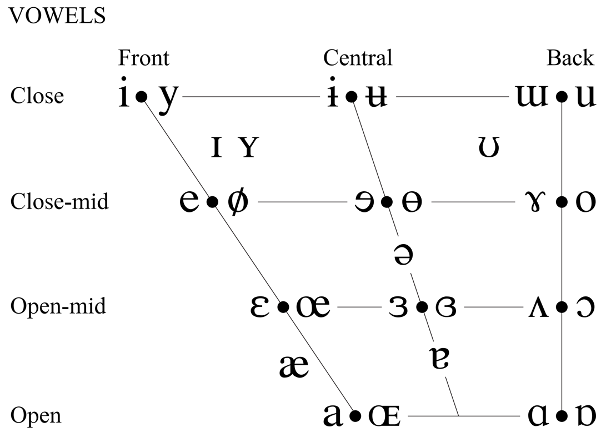 VOWELS
Front Central Back
Close i y ɨ ʉ ɯ u
ɪ ʏ ʊ
Close-mid e ø ɘ ɵ ɤ o
ə
Open-mid ɛ œ ɜ ɞ ʌ ɔ
æ ɐ
Open a ɶ ɑ ɒ